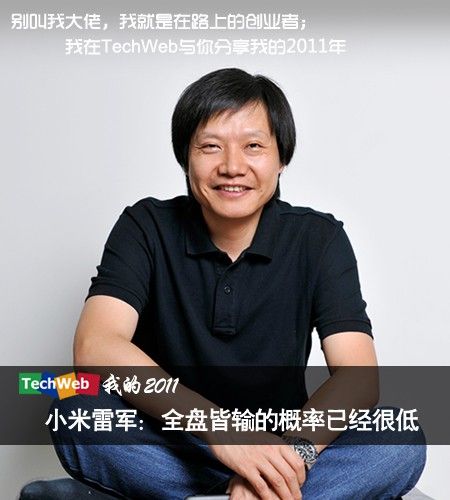 别叫我大佬，我就是在路上的创业者；
我在TechWeb与你分享我的2011年
TechWeb 我的2011
小米雷军：全盘皆输的概率已经很低